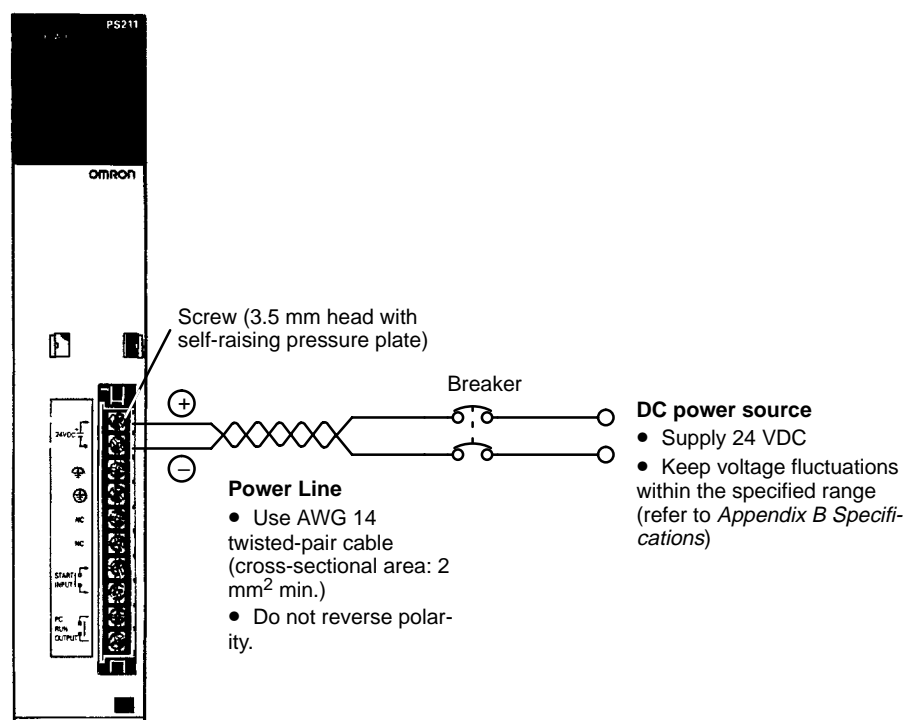 PS211
OMRON
Screw (3.5 mm head with
self-raising pressure plate)
24VDC
+
NC
NC
START
INPUT
PC
RUN
OUTPUT
+
−
Breaker
Power Line
• Use AWG 14
twisted-pair cable
(cross-sectional area: 2
mm2 min.)
• Do not reverse polar-
ity.
DC power source
• Supply 24 VDC
• Keep voltage fluctuations
within the specified range
(refer to Appendix B Specifi-
cations)